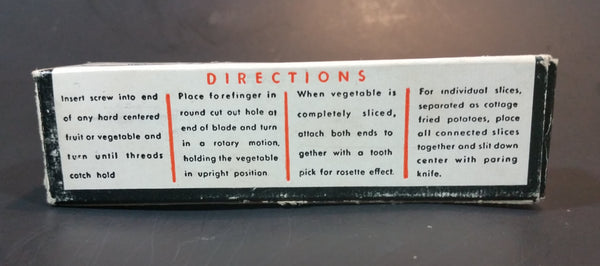 DIRECTIONS
Insert screw into end
of any hard centered
fruit or vegetable and
turn until threads
catch hold
Place forefinger in
round cut out hole at
end of blade and turn
in a rotary motion,
holding the vegetable
in upright position
When vegetable is
completely sliced,
attach both ends to
gether with a tooth
pick for rosette effect.
For individual slices,
separated as cottage
fried potatoes, place
all connected slices
together and slit down
center with paring
knife.